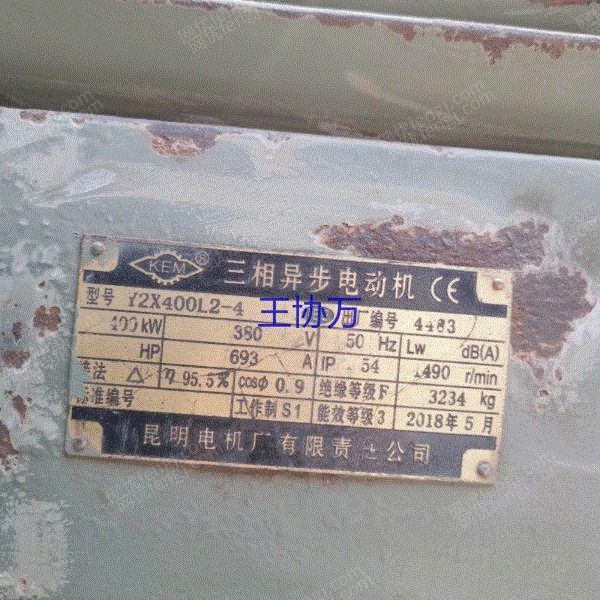 KEM ® 三相异步电动机 CE
型号 Y2X400L2-4 出厂编号 4483
400 kW 380 V 50 Hz Lw dB(A)
HP 693 A IP 54 1490 r/min
接法 △ η 95.5% cosΦ 0.9 绝缘等级F 3234 kg
标准编号 工作制 S1 能效等级3 2018年5月
昆明电机厂有限责任公司
王协万